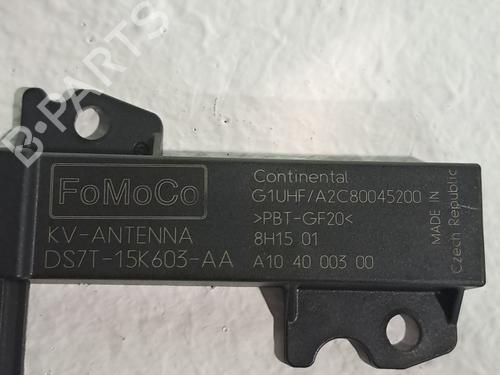 B-PARTS
FoMoCo
KV-ANTENNA
DS7T-15K603-AA
Continental
G1UHF/A2C80045200
>PBT-GF20<
8H15 01
A10 40 003 00
MADE IN
Czech Republic